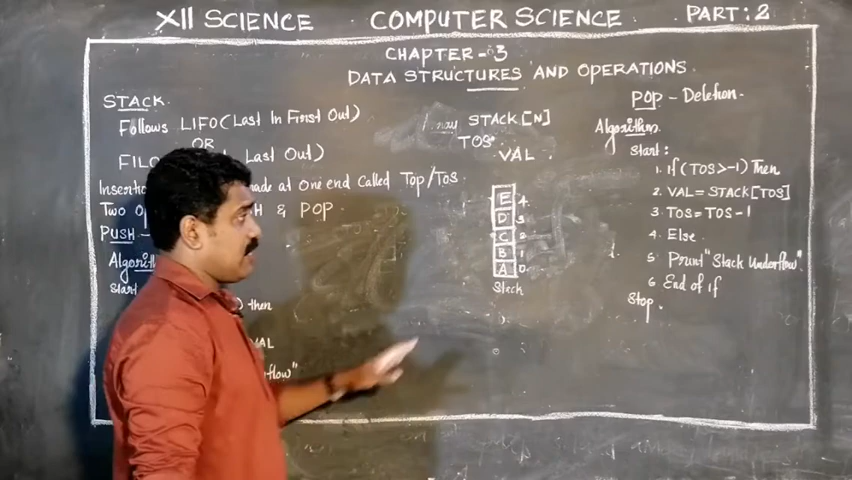 XII SCIENCE COMPUTER SCIENCE PART: 2
CHAPTER - 3
DATA STRUCTURES AND OPERATIONS
STACK
Follows LIFO (Last In First Out)
OR
FILO Last Out)
Insertion made at one end called Top/TOS
Two & POP
PUSH -
Algorithm
Start
) then
VAL
flow"
STACK [N]
TOS
VAL
E 4
D 3
C 2
B 1
A 0
Stack
POP - Deletion
Algorithm
Start :
1. if (TOS > -1) Then
2. VAL = STACK [TOS]
3. TOS = TOS - 1
4. Else
5. Print "Stack Underflow"
6 End of if
Stop .